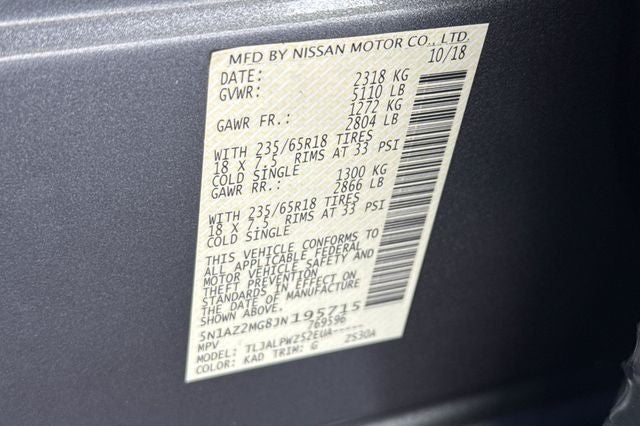 MFD BY NISSAN MOTOR CO., LTD.
DATE: 10/18
GVWR: 2318 KG
5110 LB
GAWR FR.: 1272 KG
2804 LB
WITH 235/65R18 TIRES
18 X 7.5 RIMS AT 33 PSI
COLD SINGLE
GAWR RR.: 1300 KG
2866 LB
WITH 235/65R18 TIRES
18 X 7.5 RIMS AT 33 PSI
COLD SINGLE
THIS VEHICLE CONFORMS TO
ALL APPLICABLE FEDERAL
MOTOR VEHICLE SAFETY AND
THEFT PREVENTION
STANDARDS IN EFFECT ON
THE DATE OF MANUFACTURE
5N1AZ2MG8JN195715
MPV 769596
MODEL: TLJALPWZ52EUA-----
COLOR: KAD TRIM: G ZS30A